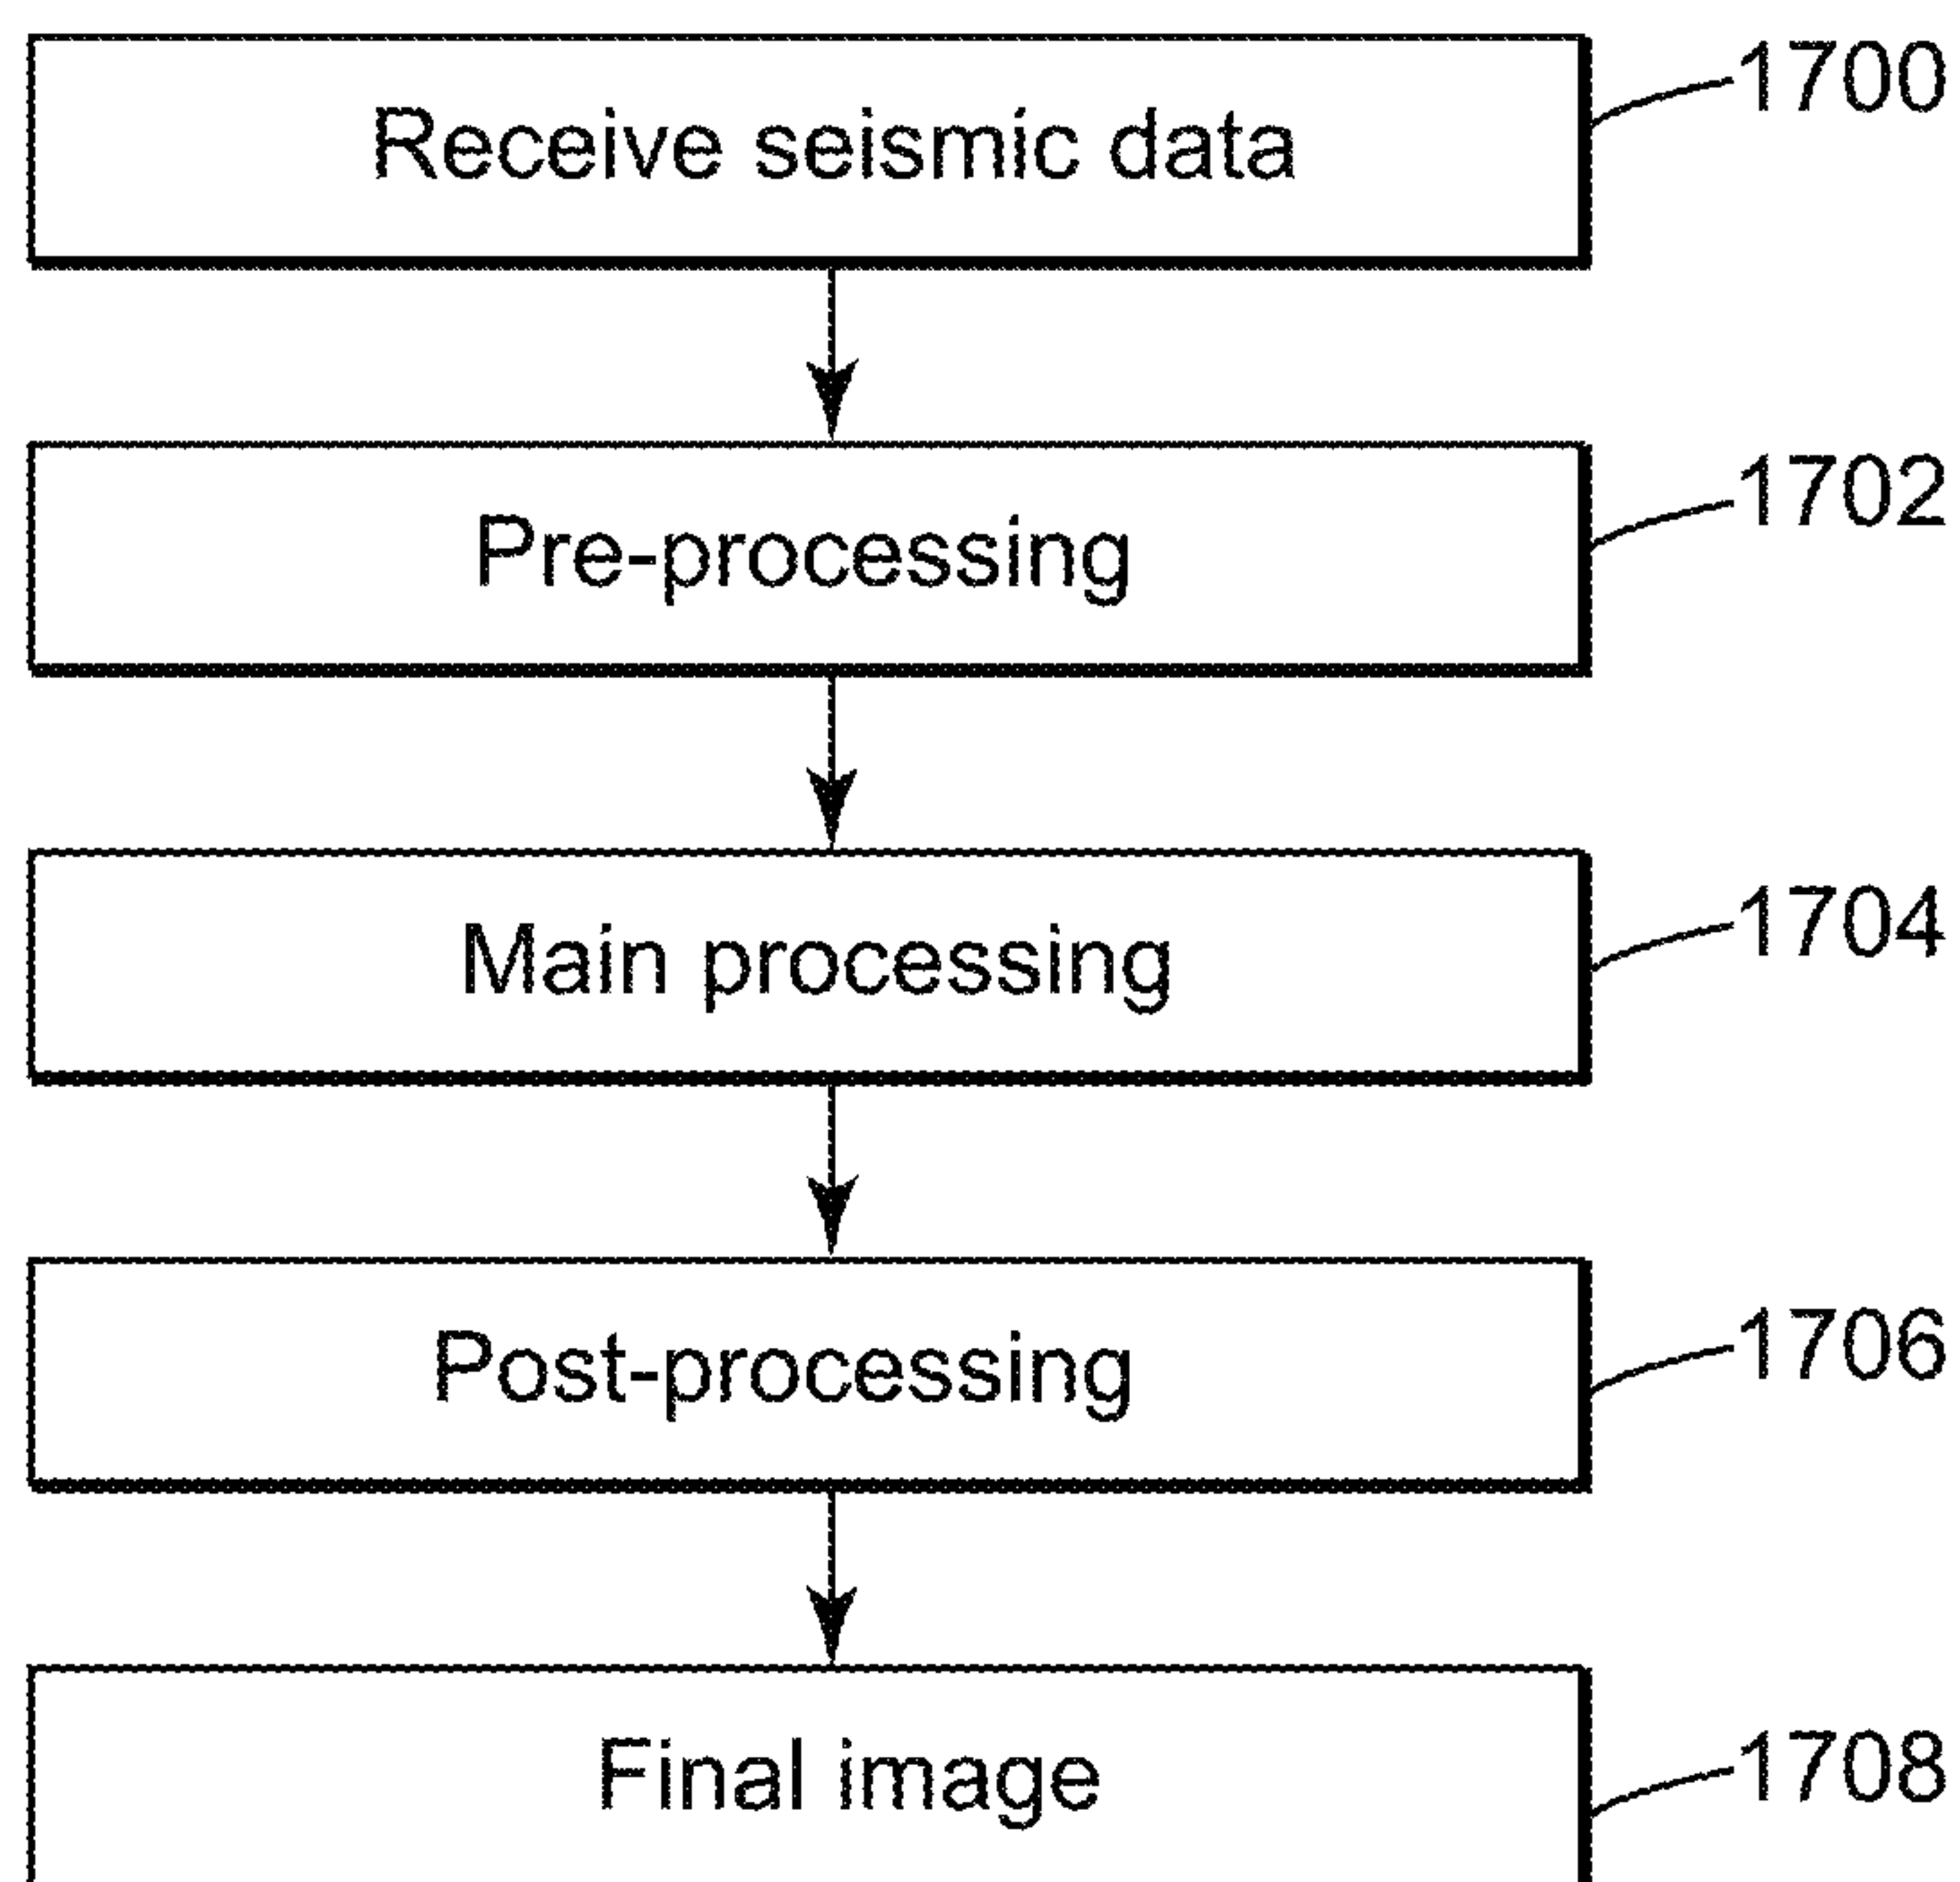 Receive seismic data
1700
Pre-processing
1702
Main processing
1704
Post-processing
1706
Final image
1708